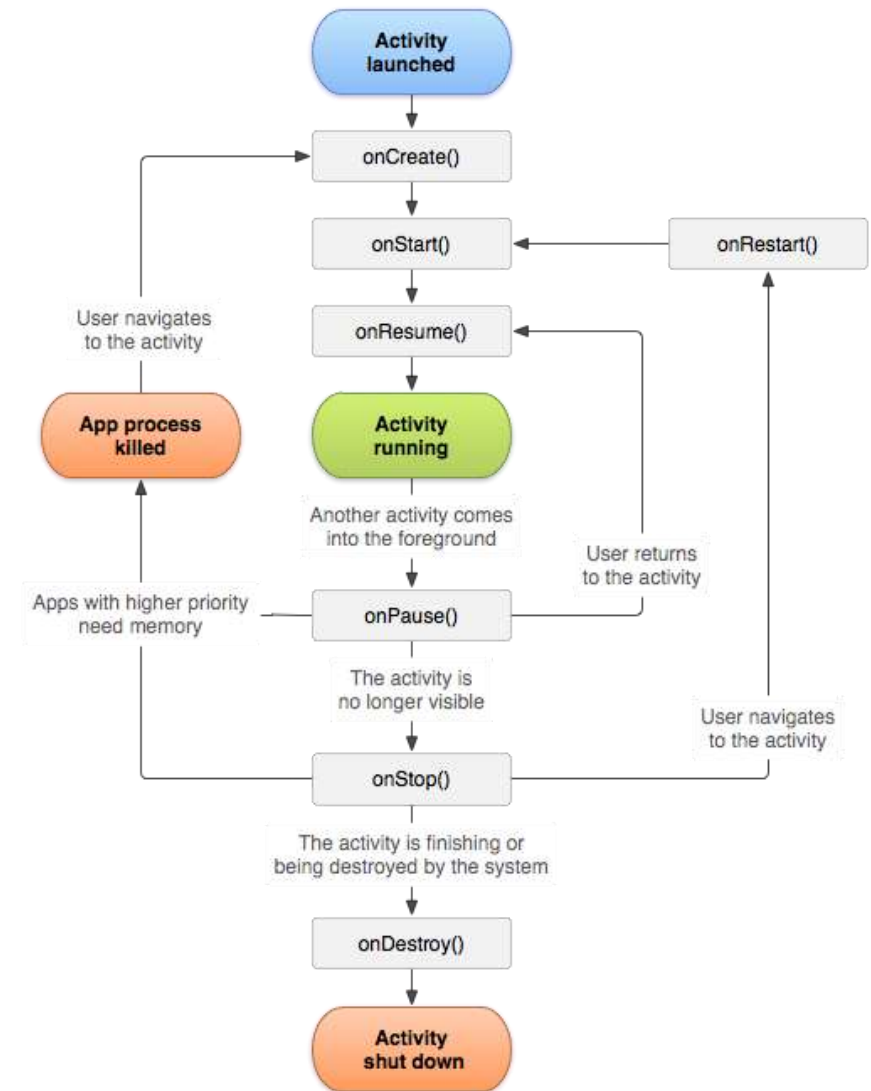 Activity
launched
onCreate()
onStart()
onRestart()
User navigates
to the activity
onResume()
App process
killed
Activity
running
Another activity comes
into the foreground
User returns
to the activity
Apps with higher priority
need memory
onPause()
The activity is
no longer visible
User navigates
to the activity
onStop()
The activity is finishing or
being destroyed by the system
onDestroy()
Activity
shut down